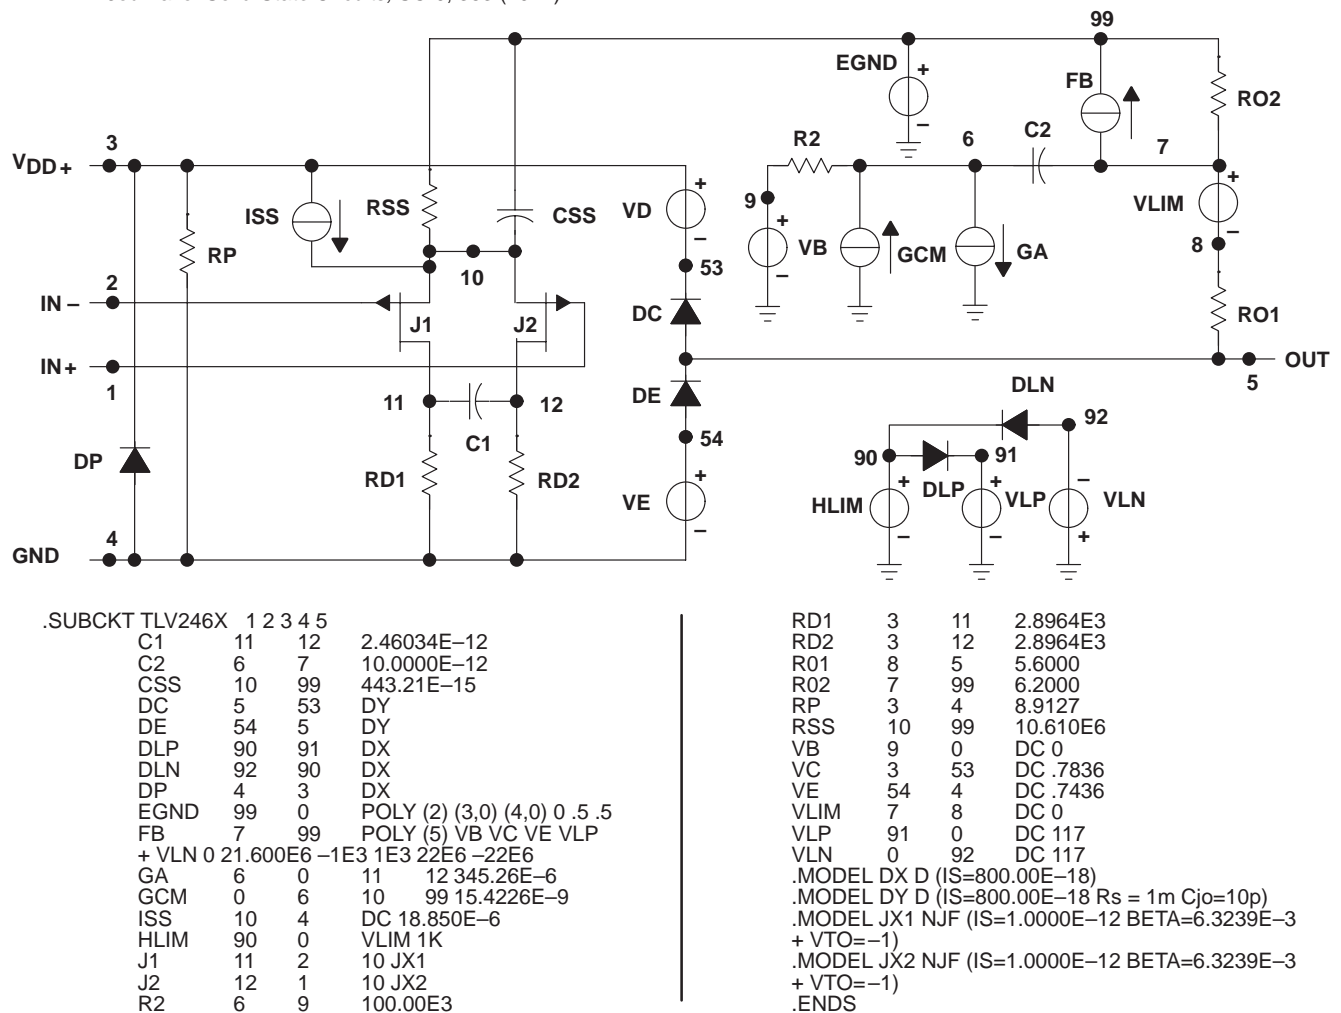 99
EGND
+
FB
RO2
–
R2
6
C2
7
3
VDD+
+
+
ISS
RSS
CSS
VD
9
+
VLIM
RP
–
VB
GCM
GA
–
8
10
53
–
2
IN –
J1
J2
DC
RO1
IN+
1
OUT
5
11
12
DE
DLN
92
C1
54
90
91
DP
RD1
RD2
+
+
DLP
+
–
VE
HLIM
VLP
VLN
–
–
–
+
4
GND
.SUBCKT TLV246X 1 2 3 4 5
C1 11 12 2.46034E–12
C2 6 7 10.0000E–12
CSS 10 99 443.21E–15
DC 5 53 DY
DE 54 5 DY
DLP 90 91 DX
DLN 92 90 DX
DP 4 3 DX
EGND 99 0 POLY (2) (3,0) (4,0) 0 .5 .5
FB 7 99 POLY (5) VB VC VE VLP
+ VLN 0 21.600E6 –1E3 1E3 22E6 –22E6
GA 6 0 11 12 345.26E–6
GCM 0 6 10 99 15.4226E–9
ISS 10 4 DC 18.850E–6
HLIM 90 0 VLIM 1K
J1 11 2 10 JX1
J2 12 1 10 JX2
R2 6 9 100.00E3
RD1 3 11 2.8964E3
RD2 3 12 2.8964E3
R01 8 5 5.6000
R02 7 99 6.2000
RP 3 4 8.9127
RSS 10 99 10.610E6
VB 9 0 DC 0
VC 3 53 DC .7836
VE 54 4 DC .7436
VLIM 7 8 DC 0
VLP 91 0 DC 117
VLN 0 92 DC 117
.MODEL DX D (IS=800.00E–18)
.MODEL DY D (IS=800.00E–18 Rs = 1m Cjo=10p)
.MODEL JX1 NJF (IS=1.0000E–12 BETA=6.3239E–3
+ VTO=–1)
.MODEL JX2 NJF (IS=1.0000E–12 BETA=6.3239E–3
+ VTO=–1)
.ENDS